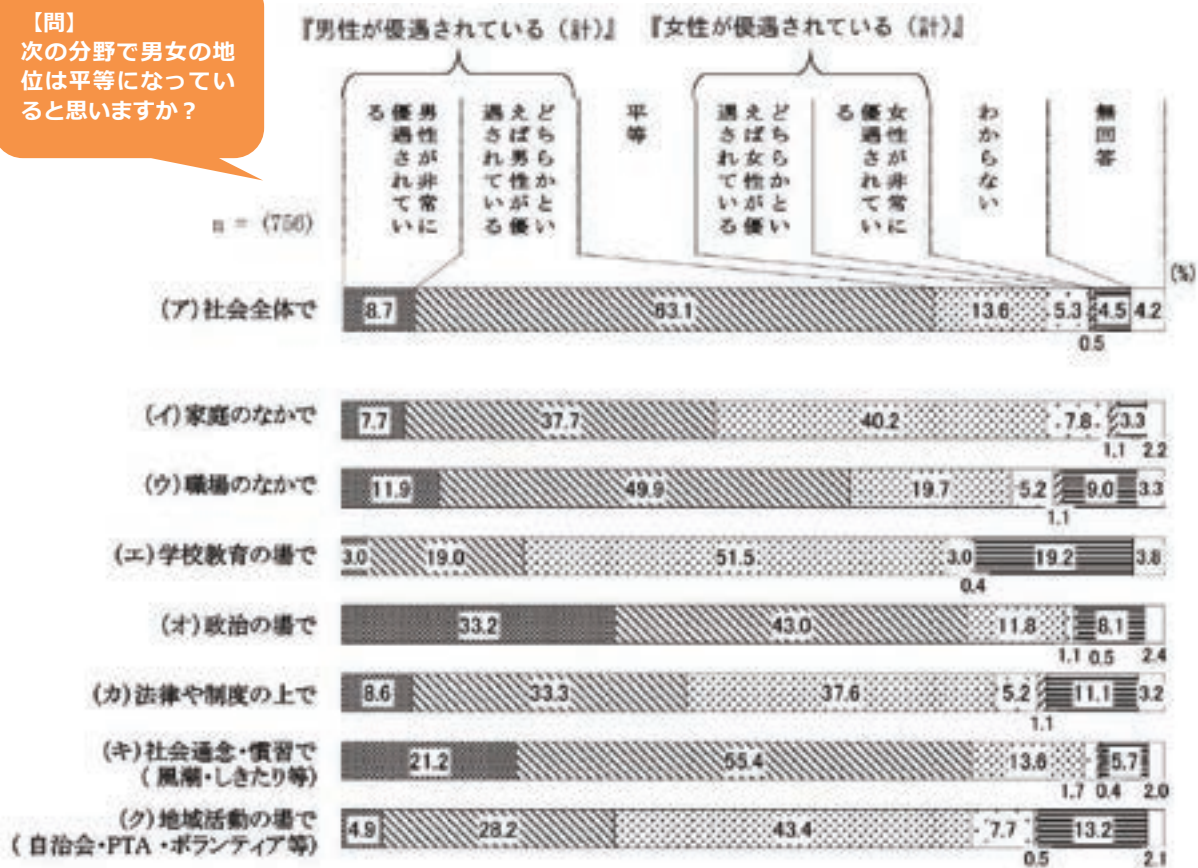 【問】
次の分野で男女の地
位は平等になってい
ると思いますか？
『男性が優遇されている（計）』 『女性が優遇されている（計）』
男性が非常に
優遇されてい
る
どちらかとい
えば男性が優
遇されている
平等
どちらかとい
えば女性が優
遇されている
女性が非常に
優遇されてい
る
わからない
無回答
n = (756)
(%)
(ア)社会全体で 8.7 63.1 13.6 5.3 4.5 4.2
0.5
(イ)家庭のなかで 7.7 37.7 40.2 7.8 3.3
1.1 2.2
(ウ)職場のなかで 11.9 49.9 19.7 5.2 9.0 3.3
1.1
(エ)学校教育の場で 3.0 19.0 51.5 3.0 19.2 3.8
0.4
(オ)政治の場で 33.2 43.0 11.8 8.1
1.1 0.5 2.4
(カ)法律や制度の上で 8.6 33.3 37.6 5.2 11.1 3.2
1.1
(キ)社会通念・慣習で 21.2 55.4 13.6 5.7
(風潮・しきたり等) 1.7 0.4 2.0
(ク)地域活動の場で 4.9 28.2 43.4 7.7 13.2
(自治会・PTA・ボランティア等) 0.5 2.1